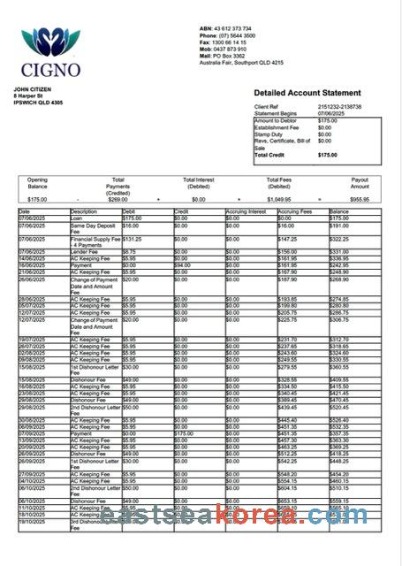 CIGNO
ABN: 43 612 373 734
Phone: (07) 5644 3500
Fax: 1300 66 14 15
Mob: 0437 873 910
Mail: PO Box 3362
Australia Fair, Southport QLD 4215
JOHN CITIZEN
8 Harper St
IPSWICH QLD 4305
Detailed Account Statement
Client Ref 2151232-2138738
Statement Begins 07/06/2025
Amount to Debtor $175.00
Establishment Fee $0.00
Stamp Duty $0.00
Revs, Certificate, Bill of Sale $0.00
Total Credit $175.00
Opening Balance Total Payments (Credited) Total Interest (Debited) Total Fees (Debited) Payout Amount
$175.00 - $269.00 + $0.00 + $1,049.95 = $955.95
Date Description Debit Credit Accruing Interest Accruing Fees Balance
07/06/2025 Loan $175.00 $0.00 $0.00 $0.00 $175.00
07/06/2025 Same Day Deposit Fee $16.00 $0.00 $0.00 $16.00 $191.00
07/06/2025 Financial Supply Fee - 4 Payments $131.25 $0.00 $0.00 $147.25 $322.25
07/06/2025 Lender Fee $8.75 $0.00 $0.00 $156.00 $331.00
14/06/2025 AC Keeping Fee $5.95 $0.00 $0.00 $161.95 $336.95
16/06/2025 Payment $0.00 $94.00 $0.00 $161.95 $242.95
21/06/2025 AC Keeping Fee $5.95 $0.00 $0.00 $167.90 $248.90
Change of Payment Date and Amount Fee $20.00 $0.00 $0.00
28/06/2025 AC Keeping Fee $5.95 $0.00 $0.00 $193.85 $274.85
05/07/2025 AC Keeping Fee $5.95 $0.00 $0.00 $199.80 $280.80
12/07/2025 AC Keeping Fee $5.95 $0.00 $0.00 $205.75 $286.75
12/07/2025 Change of Payment Date and Amount Fee $20.00 $0.00 $0.00 $225.75 $306.75
19/07/2025 AC Keeping Fee $5.95 $0.00 $0.00 $231.70 $312.70
26/07/2025 AC Keeping Fee $5.95 $0.00 $0.00 $237.65 $318.65
02/08/2025 AC Keeping Fee $5.95 $0.00 $0.00 $243.60 $324.60
09/08/2025 AC Keeping Fee $5.95 $0.00 $0.00 $249.55 $330.55
15/08/2025 1st Dishonour Letter Fee $30.00 $0.00 $0.00 $279.55 $360.55
15/08/2025 Dishonour Fee $49.00 $0.00 $0.00 $328.55 $409.55
16/08/2025 AC Keeping Fee $5.95 $0.00 $0.00 $334.50 $415.50
23/08/2025 AC Keeping Fee $5.95 $0.00 $0.00 $340.45 $421.45
29/08/2025 Dishonour Fee $49.00 $0.00 $0.00 $389.45 $470.45
29/08/2025 2nd Dishonour Letter Fee $50.00 $0.00 $0.00 $439.45 $520.45
30/08/2025 AC Keeping Fee $5.95 $0.00 $0.00 $445.40 $526.40
06/09/2025 AC Keeping Fee $5.95 $0.00 $0.00 $451.35 $532.35
Payment $0.00 $175.00 $0.00 $451.35 $357.35
13/09/2025 AC Keeping Fee $5.95 $0.00 $0.00 $457.30 $363.30
20/09/2025 AC Keeping Fee $5.95 $0.00 $0.00 $463.25 $369.25
26/09/2025 Dishonour Fee $49.00 $0.00 $0.00 $512.25 $418.25
26/09/2025 1st Dishonour Letter Fee $30.00 $0.00 $0.00 $542.25 $448.25
27/09/2025 AC Keeping Fee $5.95 $0.00 $0.00 $548.20 $454.20
04/10/2025 AC Keeping Fee $5.95 $0.00 $0.00 $554.15 $460.15
06/10/2025 2nd Dishonour Letter Fee $50.00 $0.00 $0.00 $604.15 $510.15
06/10/2025 Dishonour Fee $49.00 $0.00 $0.00 $653.15 $559.15
11/10/2025 AC Keeping Fee $5.95 $0.00 $0.00
18/10/2025 AC Keeping Fee $5.95
19/10/2025 3rd Dishonour Letter Fee
eastseakorea.com